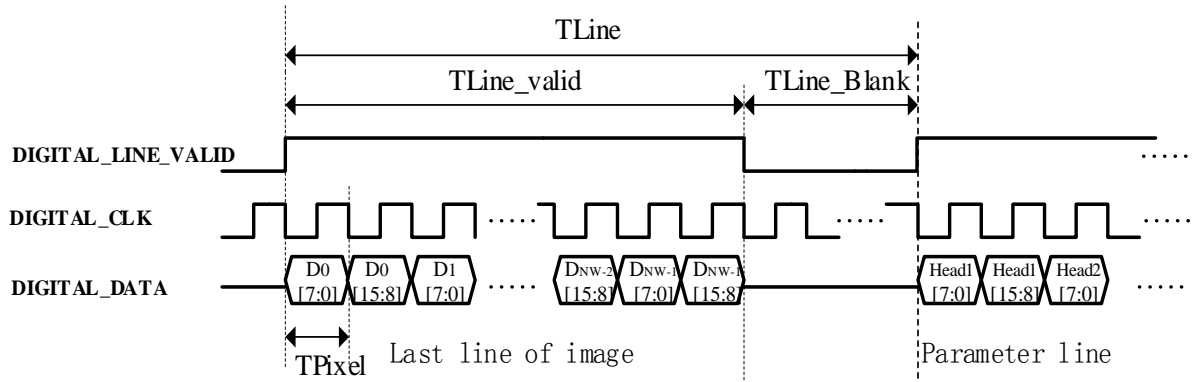 TLine
TLine_valid TLine_Blank
DIGITAL_LINE_VALID .....
DIGITAL_CLK ..... ..... .....
DIGITAL_DATA D0 [7:0] D0 [15:8] D1 [7:0] ..... DNW-2 [15:8] DNW-1 [7:0] DNW-1 [15:8] Head1 [7:0] Head1 [15:8] Head2 [7:0] .....
TPixel Last line of image Parameter line